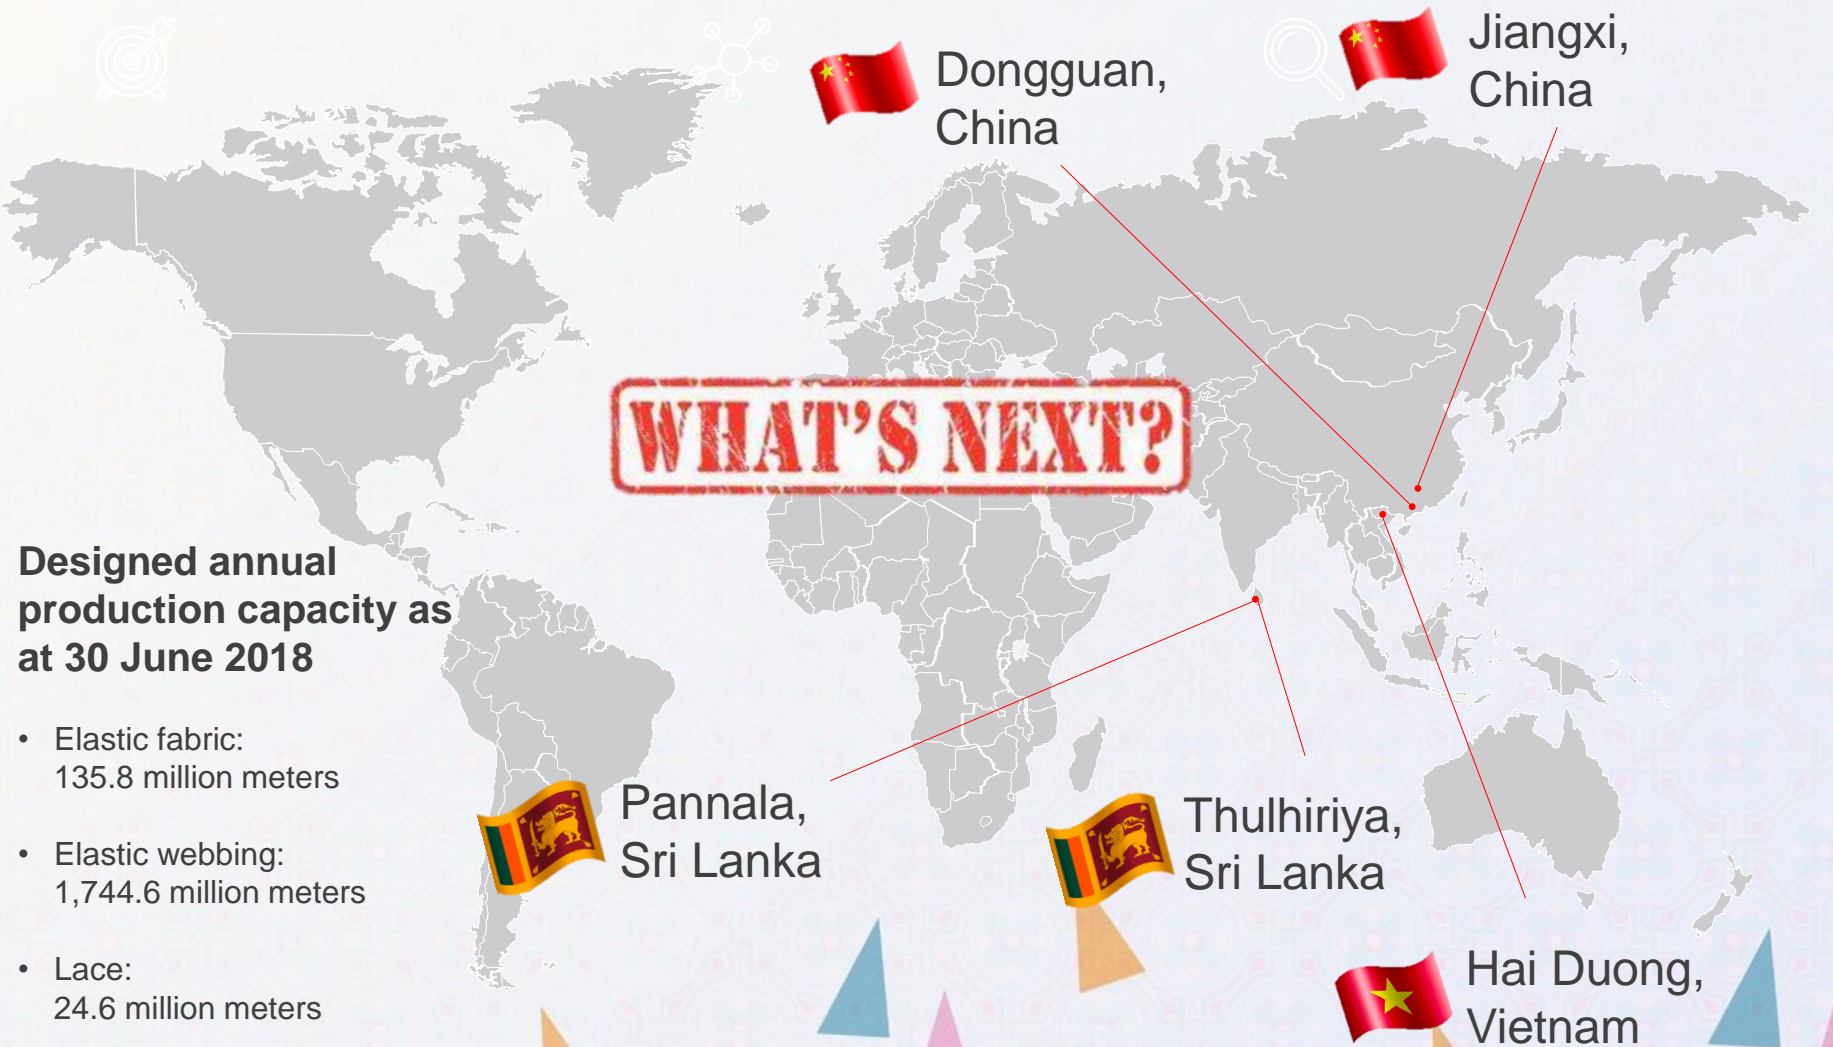 Dongguan,
China
Jiangxi,
China
WHAT'S NEXT?
Designed annual
production capacity as
at 30 June 2018
• Elastic fabric:
135.8 million meters
• Elastic webbing:
1,744.6 million meters
• Lace:
24.6 million meters
Pannala,
Sri Lanka
Thulhiriya,
Sri Lanka
Hai Duong,
Vietnam